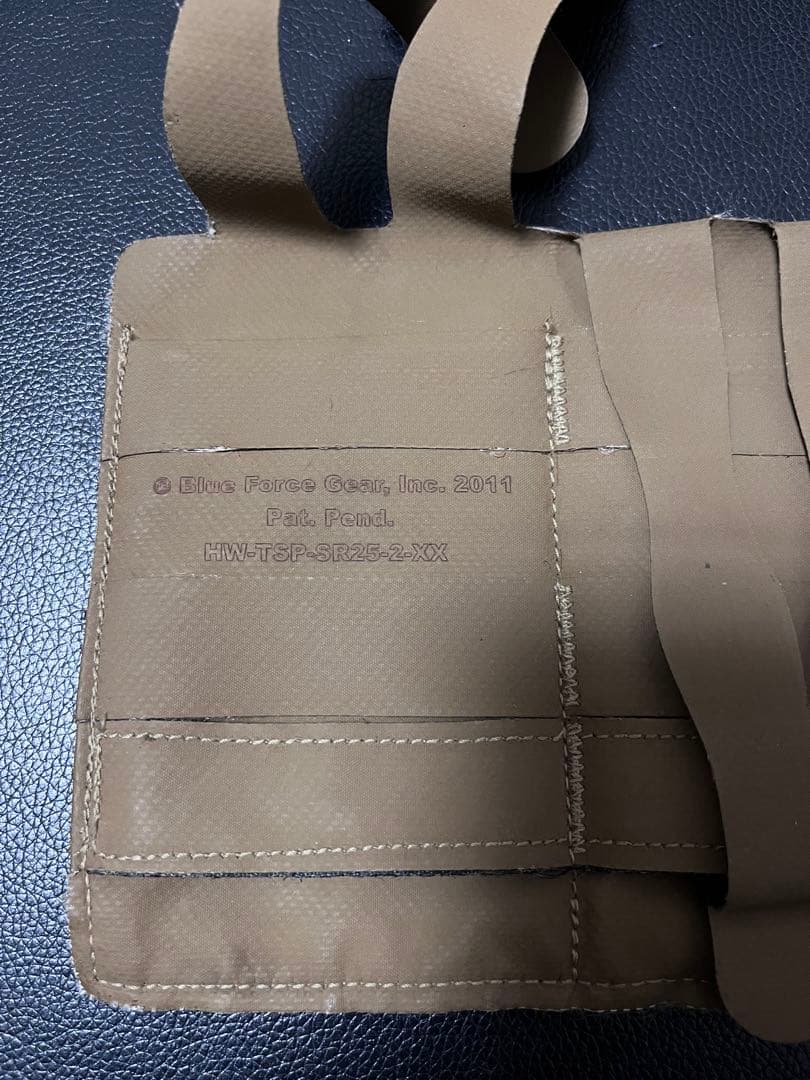 © Blue Force Gear, Inc. 2011
Pat. Pend.
HW-TSP-SR25-2-XX